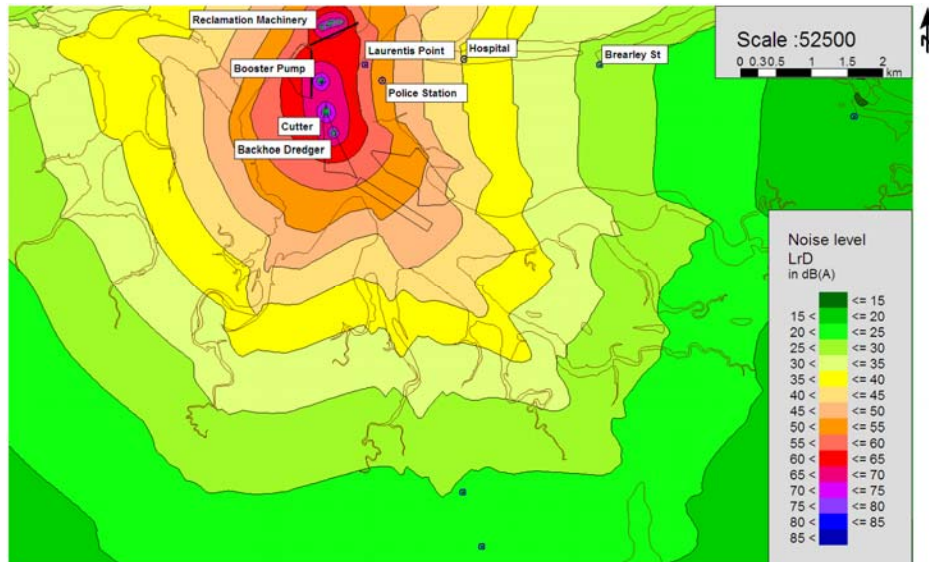 Reclamation Machinery
Laurentis Point
Hospital
Brearley St
Booster Pump
Police Station
Cutter
Backhoe Dredger
Scale :52500
0 0.30.5 1 1.5 2
km
Noise level
LrD
in dB(A)
<= 15
15 < <= 20
20 < <= 25
25 < <= 30
30 < <= 35
35 < <= 40
40 < <= 45
45 < <= 50
50 < <= 55
55 < <= 60
60 < <= 65
65 < <= 70
70 < <= 75
75 < <= 80
80 < <= 85
85 <